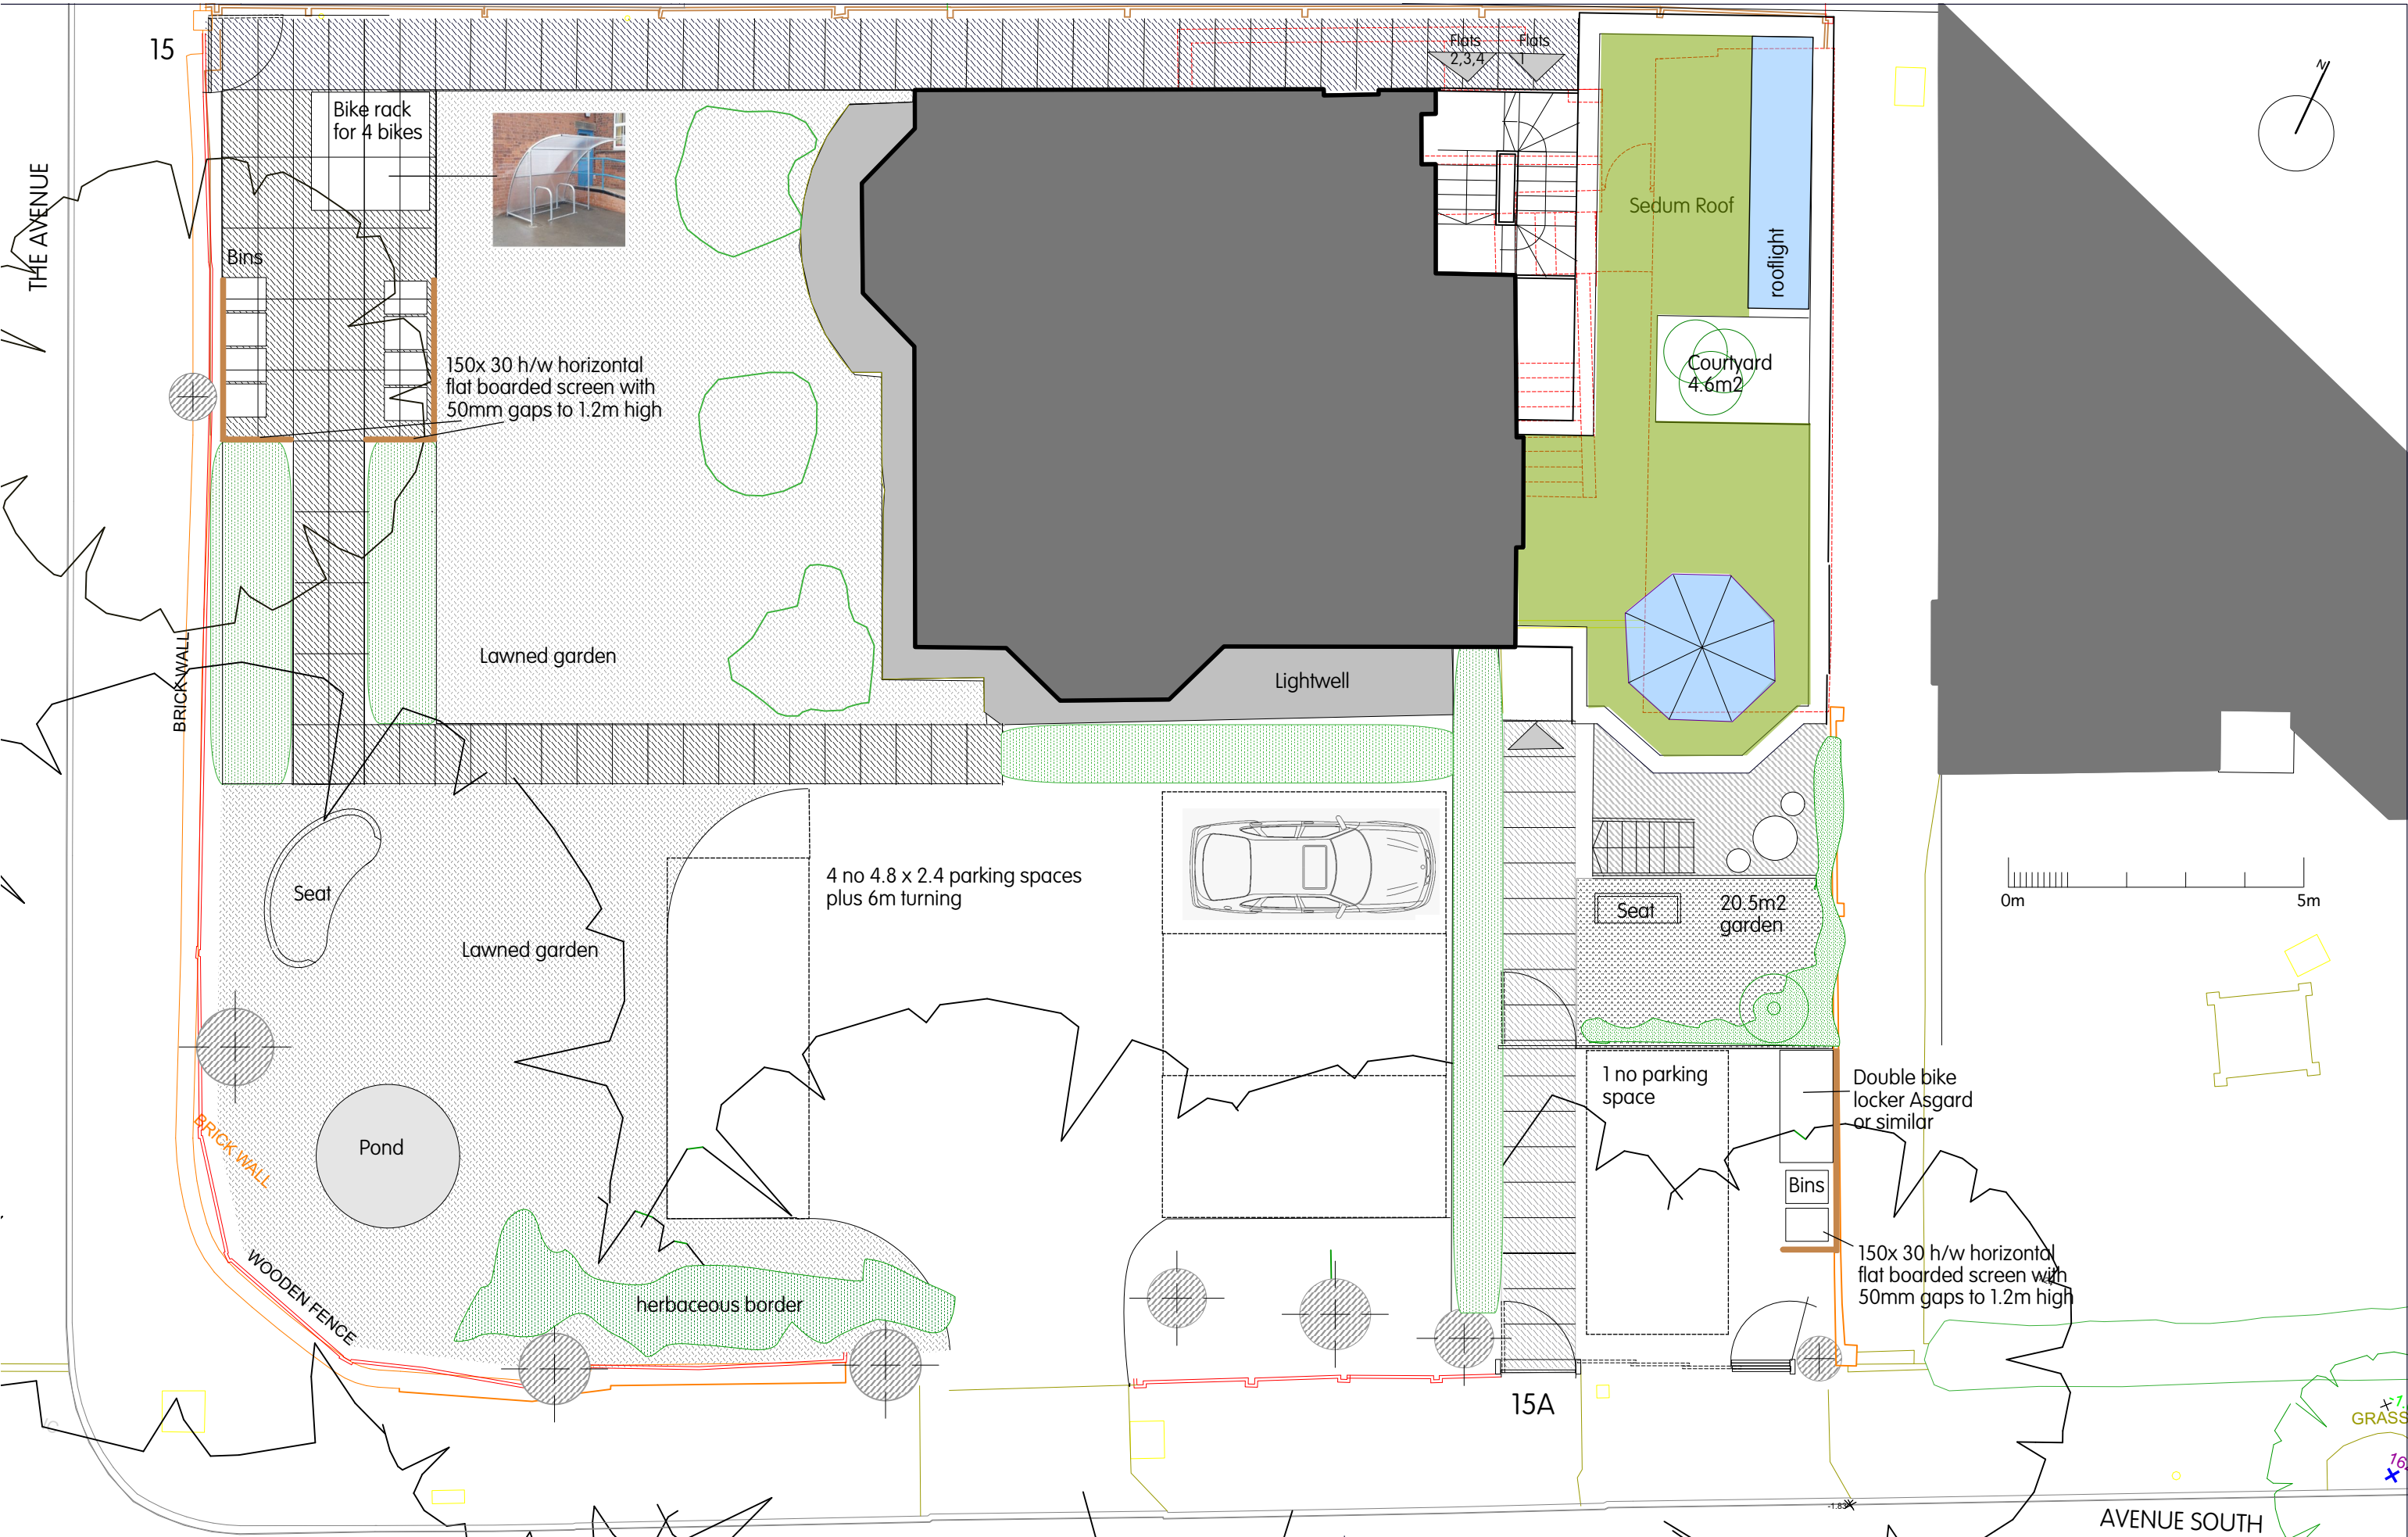 15
Flats
2,3,4
Flats
1
N
Bike rack
for 4 bikes
THE AVENUE
Sedum Roof
rooflight
Bins
150x 30 h/w horizontal
flat boarded screen with
50mm gaps to 1.2m high
Courtyard
4.6m2
BRICK WALL
Lawned garden
Lightwell
4 no 4.8 x 2.4 parking spaces
plus 6m turning
Seat
Lawned garden
Seat
20.5m2
garden
0m
5m
1 no parking
space
Double bike
locker Asgard
or similar
BRICK WALL
Pond
Bins
150x 30 h/w horizontal
flat boarded screen with
50mm gaps to 1.2m high
WOODEN FENCE
herbaceous border
15A
GRASS
16
AVENUE SOUTH